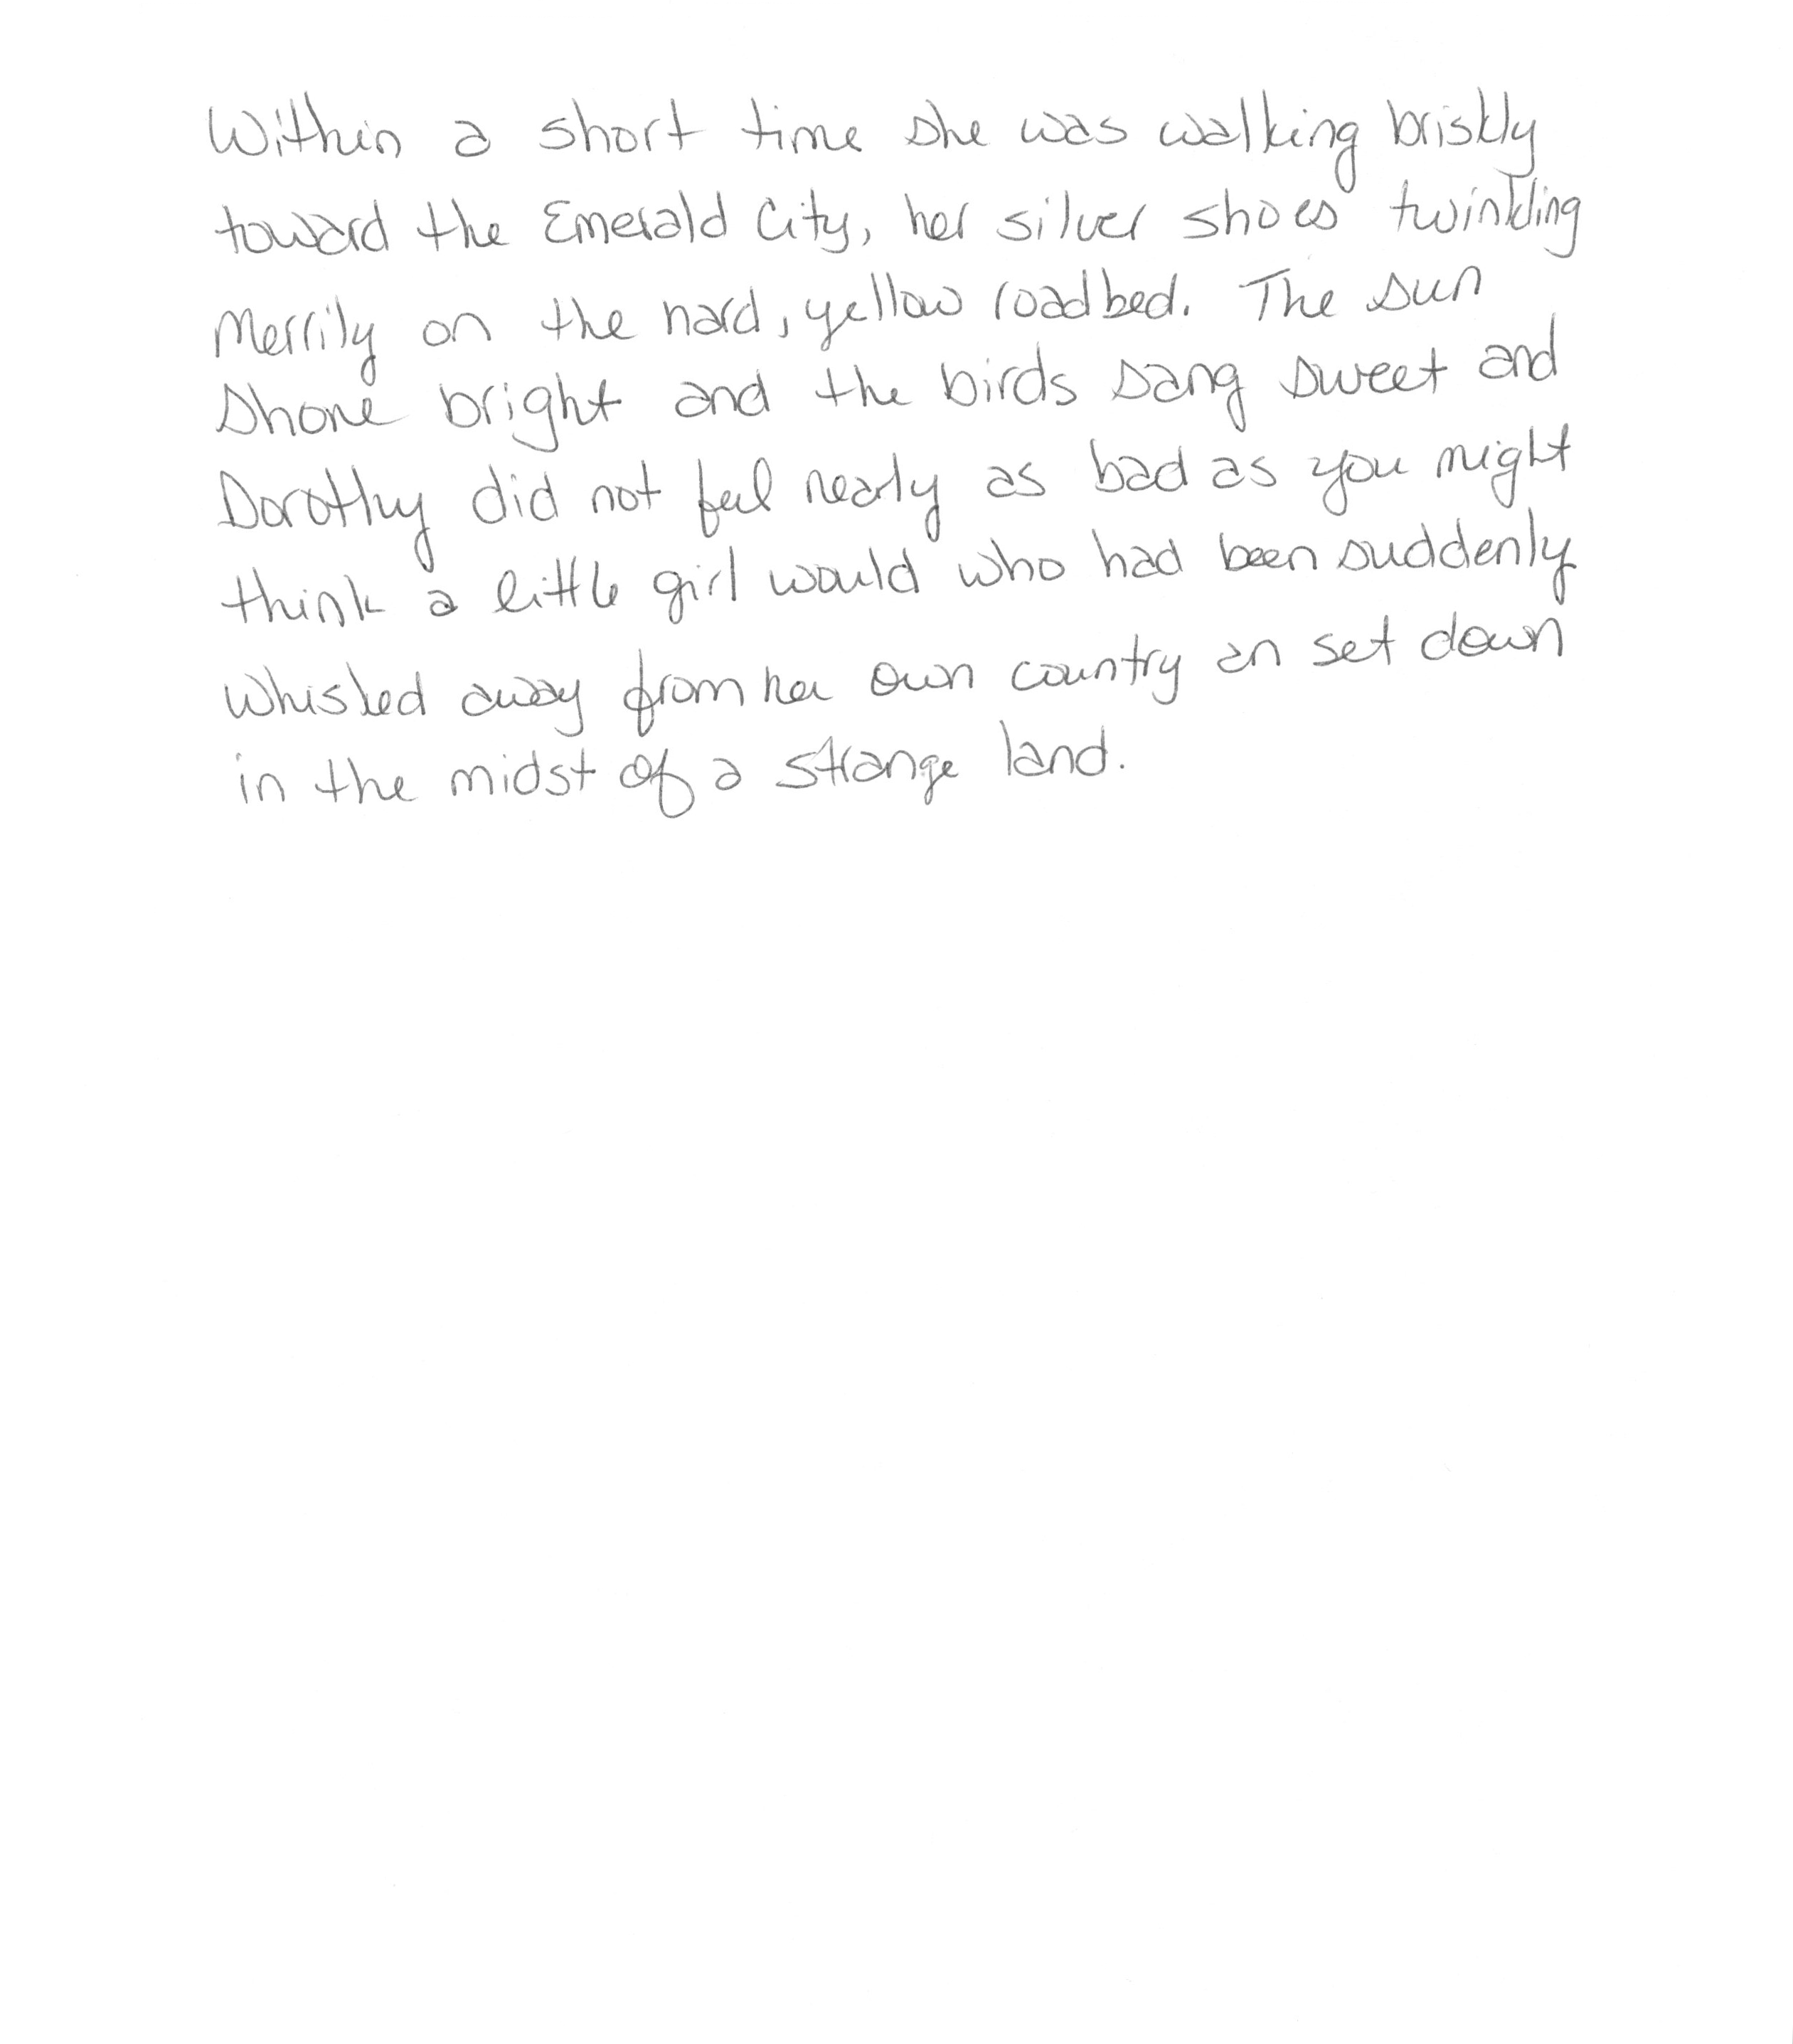 Within a short time she was walking briskly
toward the Emerald City, her silver shoes twinkling
Merrily on the hard, yellow roadbed. The sun
shone bright and the birds sang sweet and
Dorothy did not feel nearly as bad as you might
think a little girl would who had been suddenly
whisked away from her own country an set down
in the midst of a strange land.